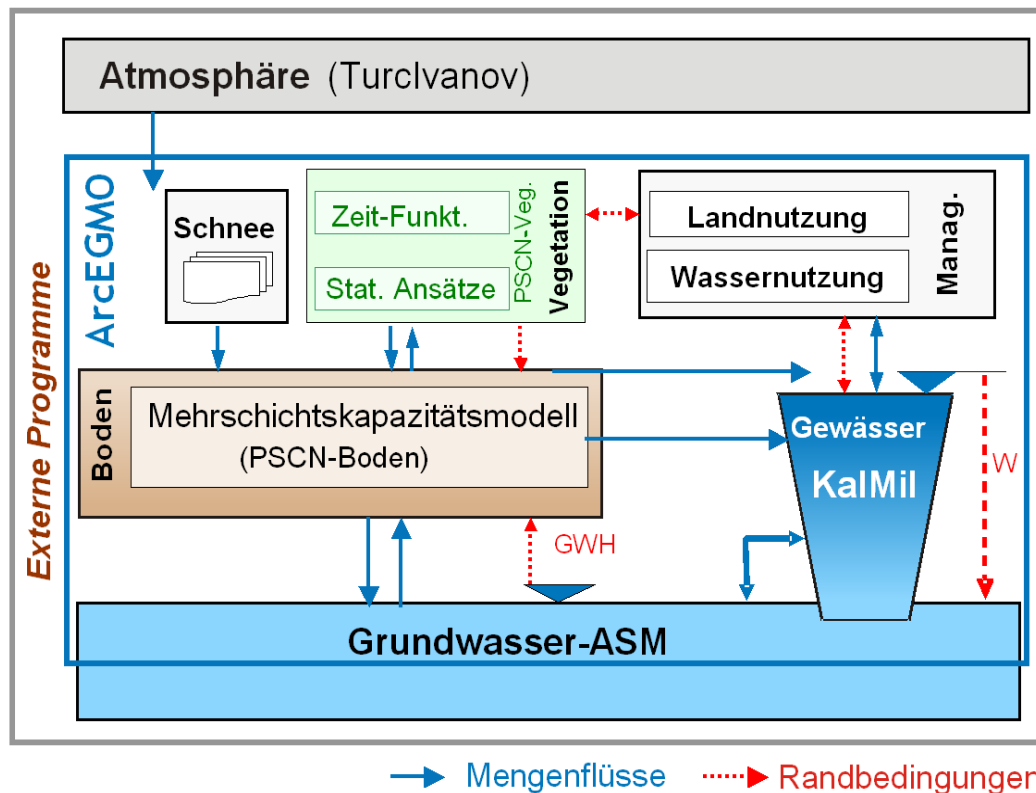 Atmosphäre (TurcIvanov)
Externe Programme
ArcEGMO
Schnee
Zeit-Funkt.
Stat. Ansätze
PSCN-Veg.
Vegetation
Landnutzung
Wassernutzung
Manag.
Boden
Mehrschichtskapazitätsmodell
(PSCN-Boden)
Gewässer
KalMil
W
GWH
Grundwasser-ASM
Mengenflüsse
Randbedingungen